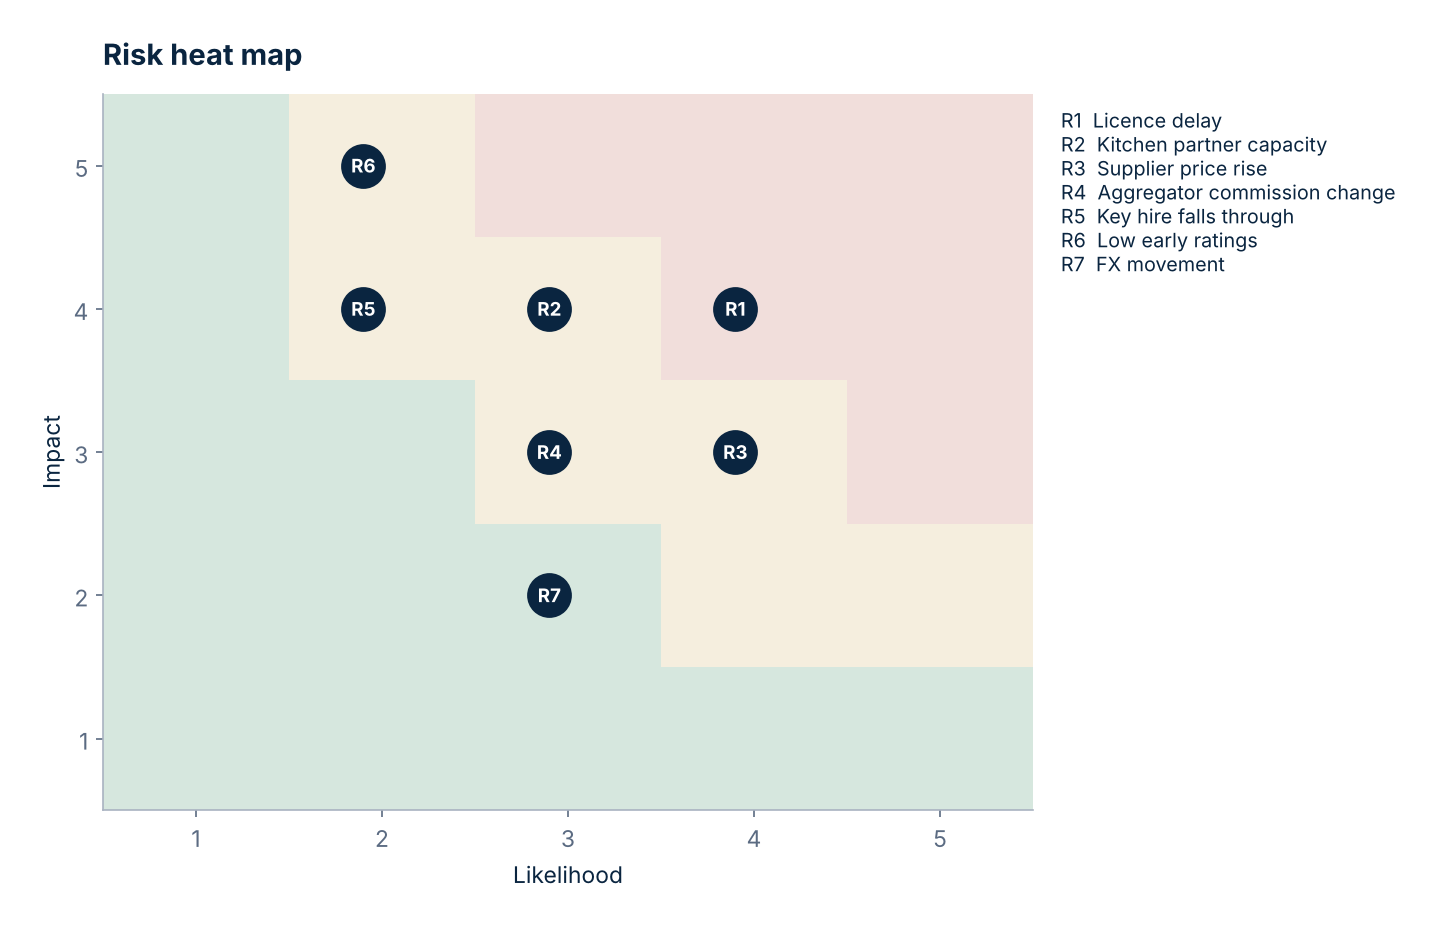 Risk heat map
R1 Licence delay
R2 Kitchen partner capacity
R3 Supplier price rise
R4 Aggregator commission change
R5 Key hire falls through
R6 Low early ratings
R7 FX movement
Impact
5
4
3
2
1
R6
R5
R2
R1
R4
R3
R7
1
2
3
4
5
Likelihood